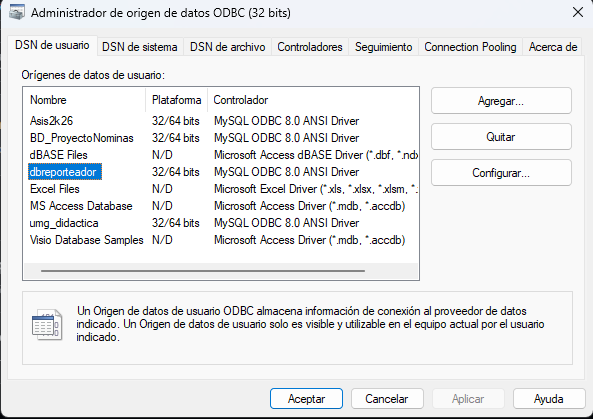 Administrador de origen de datos ODBC (32 bits)
DSN de usuario DSN de sistema DSN de archivo Controladores Seguimiento Connection Pooling Acerca de
Orígenes de datos de usuario:
Nombre Plataforma Controlador
Asis2k26 32/64 bits MySQL ODBC 8.0 ANSI Driver
BD_ProyectoNominas 32/64 bits MySQL ODBC 8.0 ANSI Driver
dBASE Files N/D Microsoft Access dBASE Driver (*.dbf, *.ndx
dbreporteador 32/64 bits MySQL ODBC 8.0 ANSI Driver
Excel Files N/D Microsoft Excel Driver (*.xls, *.xlsx, *.xlsm, *.
MS Access Database N/D Microsoft Access Driver (*.mdb, *.accdb)
umg_didactica 32/64 bits MySQL ODBC 8.0 ANSI Driver
Visio Database Samples N/D Microsoft Access Driver (*.mdb, *.accdb)
Agregar...
Quitar
Configurar...
Un Origen de datos de usuario ODBC almacena información de conexión al proveedor de datos
indicado. Un Origen de datos de usuario solo es visible y utilizable en el equipo actual por el usuario
indicado.
Aceptar Cancelar Aplicar Ayuda